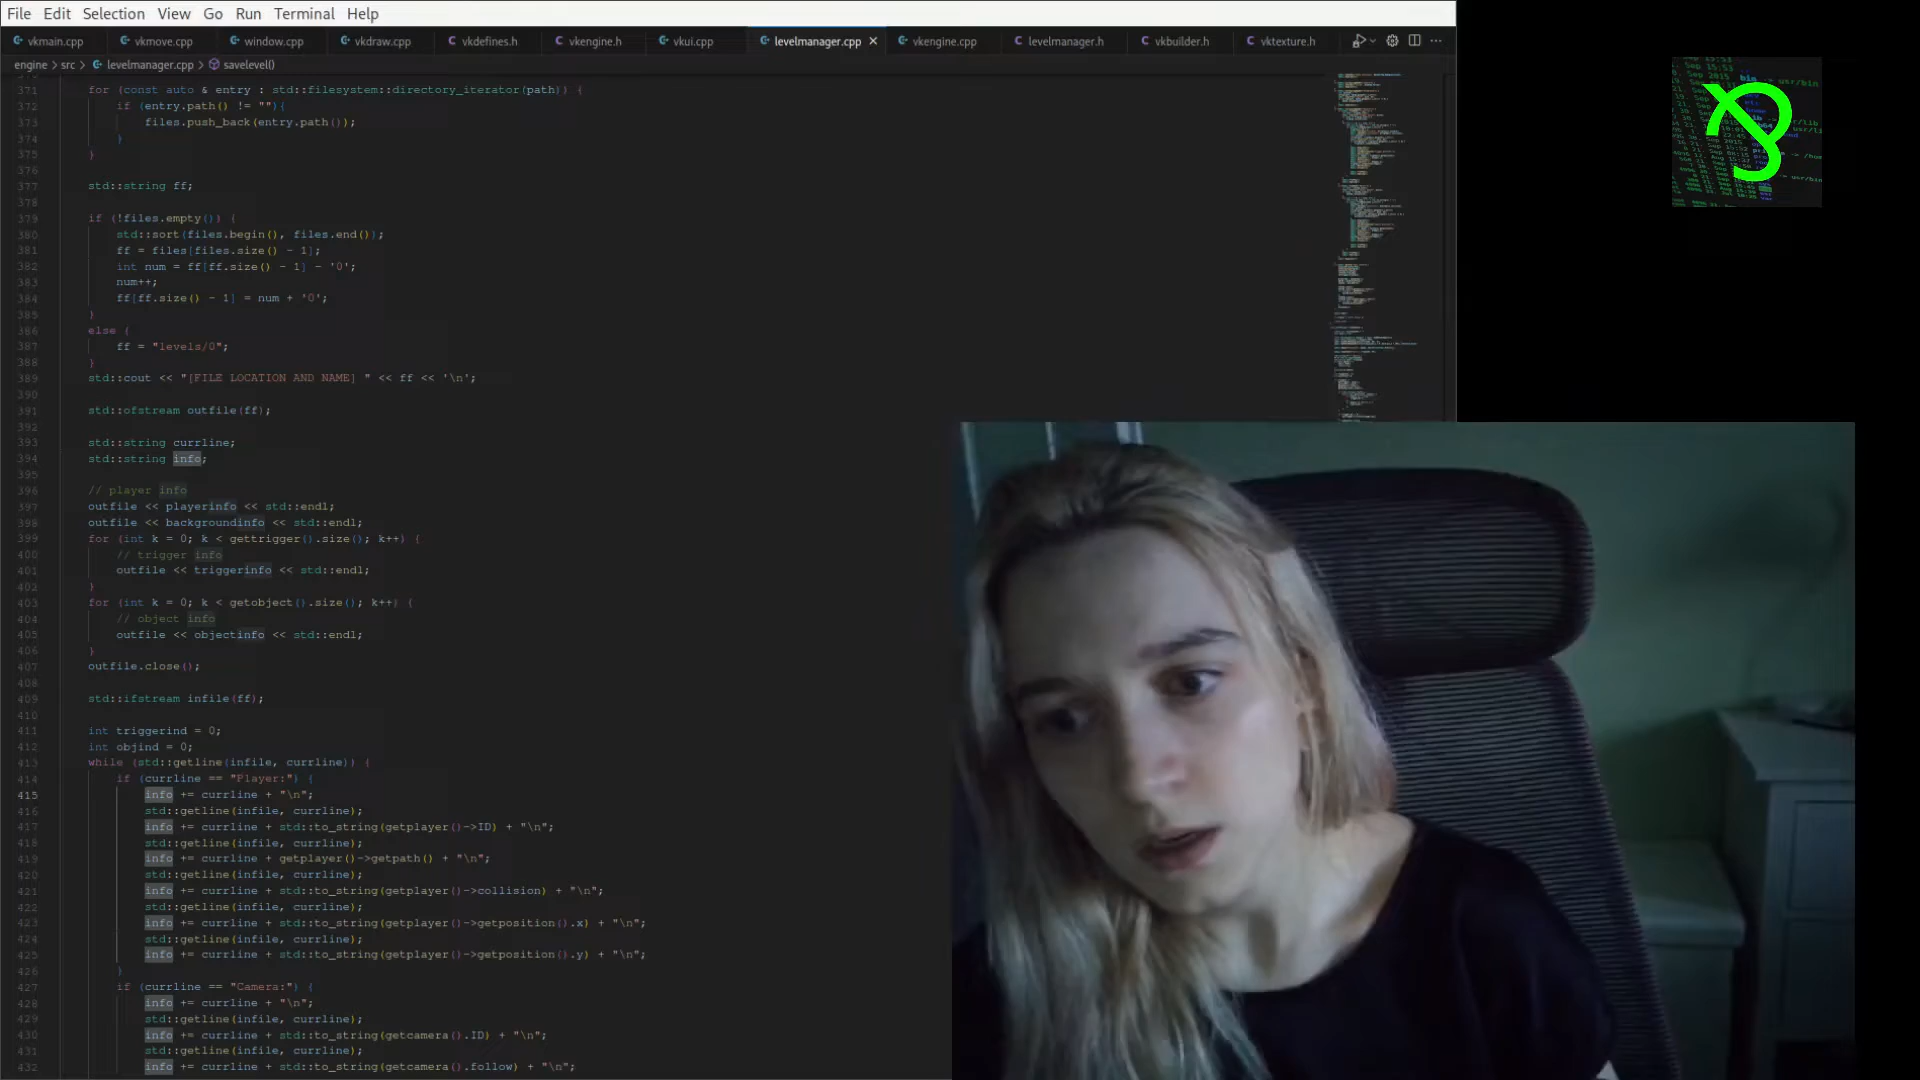 File Edit Selection View Go Run Terminal Help
vkmain.cpp vkmove.cpp window.cpp vkdraw.cpp vkdefines.h vkengine.h vkui.cpp levelmanager.cpp vkengine.cpp levelmanager.h vkbuilder.h vktexture.h
engine > src > levelmanager.cpp > savelevel()
371 for (const auto & entry : std::filesystem::directory_iterator(path)) {
372 if (entry.path() != ""){
373 files.push_back(entry.path());
374 }
375 }
376
377 std::string ff;
378
379 if (!files.empty()) {
380 std::sort(files.begin(), files.end());
381 ff = files[files.size() - 1];
382 int num = ff[ff.size() - 1] - '0';
383 num++;
384 ff[ff.size() - 1] = num + '0';
385 }
386 else {
387 ff = "levels/0";
388 }
389 std::cout << "[FILE LOCATION AND NAME] " << ff << '\n';
390
391 std::ofstream outfile(ff);
392
393 std::string currline;
394 std::string info;
395
396 // player info
397 outfile << playerinfo << std::endl;
398 outfile << backgroundinfo << std::endl;
399 for (int k = 0; k < gettrigger().size(); k++) {
400 // trigger info
401 outfile << triggerinfo << std::endl;
402 }
403 for (int k = 0; k < getobject().size(); k++) {
404 // object info
405 outfile << objectinfo << std::endl;
406 }
407 outfile.close();
408
409 std::ifstream infile(ff);
410
411 int triggerind = 0;
412 int objind = 0;
413 while (std::getline(infile, currline)) {
414 if (currline == "Player:") {
415 info += currline + "\n";
416 std::getline(infile, currline);
417 info += currline + std::to_string(getplayer()->ID) + "\n";
418 std::getline(infile, currline);
419 info += currline + getplayer()->getpath() + "\n";
420 std::getline(infile, currline);
421 info += currline + std::to_string(getplayer()->collision) + "\n";
422 std::getline(infile, currline);
423 info += currline + std::to_string(getplayer()->getposition().x) + "\n";
424 std::getline(infile, currline);
425 info += currline + std::to_string(getplayer()->getposition().y) + "\n";
426 }
427 if (currline == "Camera:") {
428 info += currline + "\n";
429 std::getline(infile, currline);
430 info += currline + std::to_string(getcamera().ID) + "\n";
431 std::getline(infile, currline);
432 info += currline + std::to_string(getcamera().follow) + "\n";